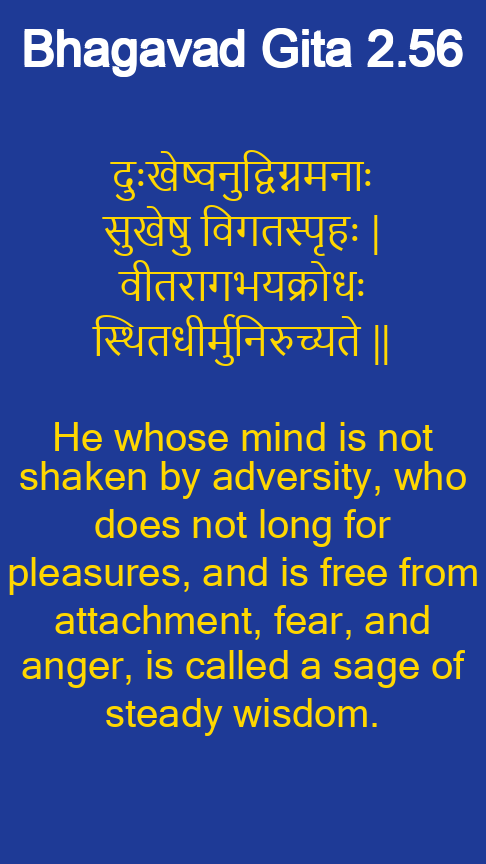 Bhagavad Gita 2.56
दुःखेष्वनुद्विग्नमनाः
सुखेषु विगतस्पृहः |
वीतरागभयक्रोधः
स्थितधीर्मुनिरुच्यते ||
He whose mind is not
shaken by adversity, who
does not long for
pleasures, and is free from
attachment, fear, and
anger, is called a sage of
steady wisdom.